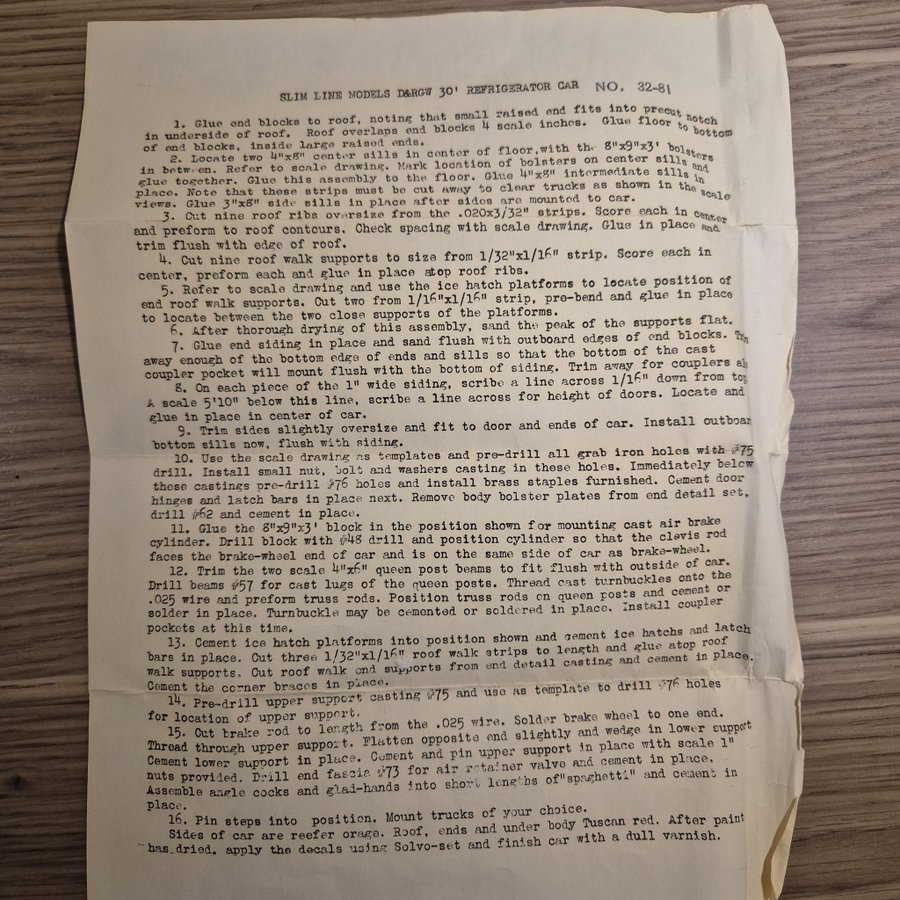 SLIM LINE MODELS D&RGW 30' REFRIGERATOR CAR NO. 32-81
1. Glue end blocks to roof, noting that small raised end fits into precut notch
in underside of roof. Roof overlaps end blocks 4 scale inches. Glue floor to bottom
of end blocks, inside large raised ends.
2. Locate two 4"x8" center sills in center of floor,with the 8"x9"x3' bolsters
in between. Refer to scale drawing. Mark location of bolsters on center sills and
glue together. Glue this assembly to the floor. Glue 4"x8" intermediate sills in
place. Note that these strips must be cut away to clear trucks as shown in the scale
views. Glue 3"x8" side sills in place after sides are mounted to car.
3. Cut nine roof ribs oversize from the .020x3/32" strips. Score each in center
and preform to roof contours. Check spacing with scale drawing. Glue in place and
trim flush with edge of roof.
4. Cut nine roof walk supports to size from 1/32"x1/16" strip. Score each in
center, preform each and glue in place atop roof ribs.
5. Refer to scale drawing and use the ice hatch platforms to locate position of
end roof walk supports. Cut two from 1/16"x1/16" strip, pre-bend and glue in place
to locate between the two close supports of the platforms.
6. After thorough drying of this assembly, sand the peak of the supports flat.
7. Glue end siding in place and sand flush with outboard edges of end blocks. Trim
away enough of the bottom edge of ends and sills so that the bottom of the cast
coupler pocket will mount flush with the bottom of siding. Trim away for couplers als
8. On each piece of the 1" wide siding, scribe a line across 1/16" down from top
A scale 5'10" below this line, scribe a line across for height of doors. Locate and
glue in place in center of car.
9. Trim sides slightly oversize and fit to door and ends of car. Install outboar
bottom sills now, flush with siding.
10. Use the scale drawing as templates and pre-drill all grab iron holes with #75
drill. Install small nut, bolt and washers casting in these holes. Immediately below
these castings pre-drill #76 holes and install brass staples furnished. Cement door
hinges and latch bars in place next. Remove body bolster plates from end detail set,
drill #62 and cement in place.
11. Glue the 8"x9"x3' block in the position shown for mounting cast air brake
cylinder. Drill block with #48 drill and position cylinder so that the clevis rod
faces the brake-wheel end of car and is on the same side of car as brake-wheel.
12. Trim the two scale 4"x6" queen post beams to fit flush with outside of car.
Drill beams #57 for cast lugs of the queen posts. Thread cast turnbuckles onto the
.025 wire and preform truss rods. Position truss rods on queen posts and cement or
solder in place. Turnbuckle may be cemented or soldered in place. Install coupler
pockets at this time.
13. Cement ice hatch platforms into position shown and cement ice hatchs and latch
bars in place. Cut three 1/32"x1/16" roof walk strips to length and glue atop roof
walk supports. Cut roof walk end supports from end detail casting and cement in place.
Cement the corner braces in place.
14. Pre-drill upper support casting #75 and use as template to drill #76 holes
for location of upper support.
15. Cut brake rod to length from the .025 wire. Solder brake wheel to one end.
Thread through upper support. Flatten opposite end slightly and wedge in lower support
Cement lower support in place. Cement and pin upper support in place with scale 1"
nuts provided. Drill end fascia #73 for air retainer valve and cement in place.
Assemble angle cocks and glad-hands into short lengths of"spaghetti" and cement in
place.
16. Pin steps into position. Mount trucks of your choice.
Sides of car are reefer orage. Roof, ends and under body Tuscan red. After paint
has dried, apply the decals using Solvo-set and finish car with a dull varnish.